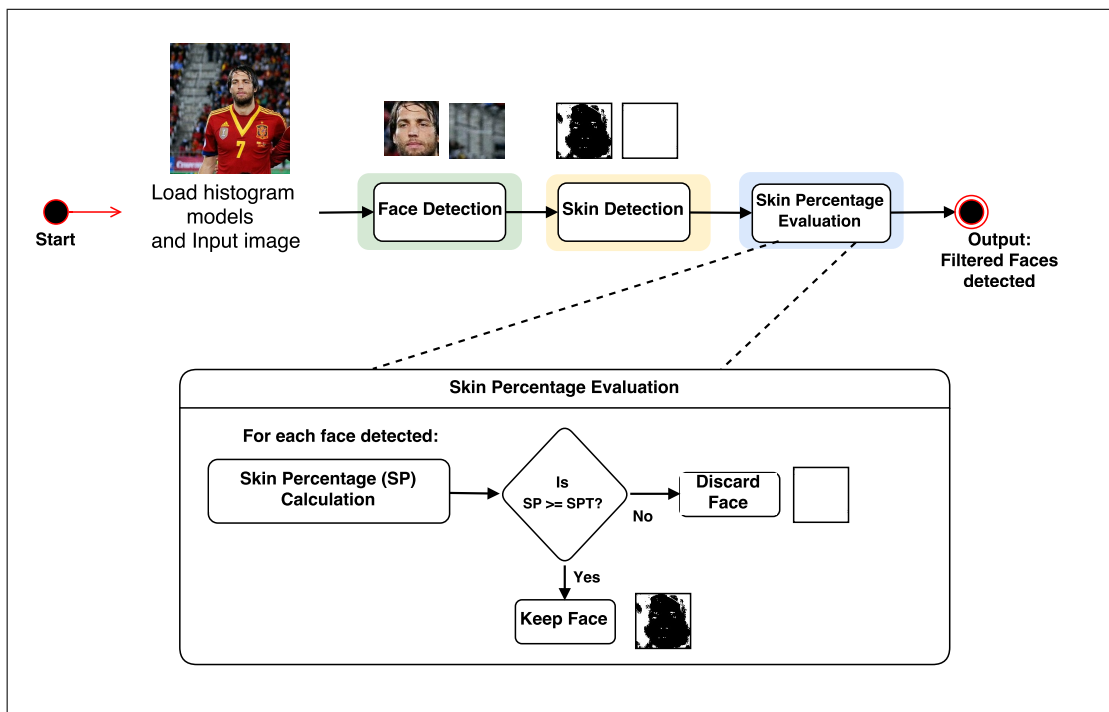 Load histogram
models
and Input image
Start
7
Face Detection
Skin Detection
Skin Percentage
Evaluation
Output:
Filtered Faces
detected
Skin Percentage Evaluation
For each face detected:
Skin Percentage (SP)
Calculation
Is
SP >= SPT?
No
Discard
Face
Yes
Keep Face